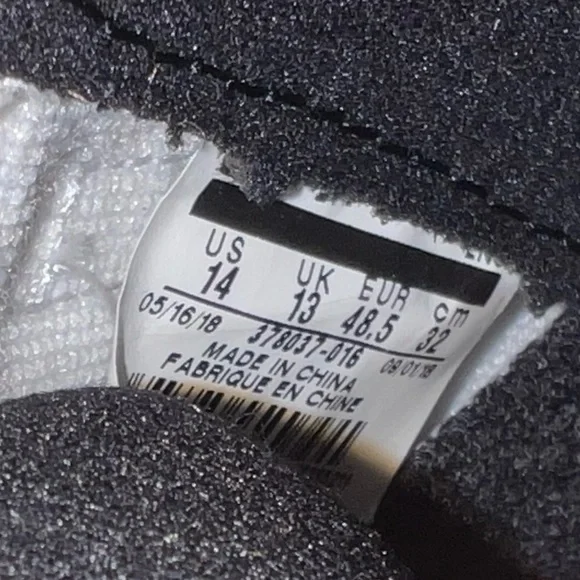 US UK EUR cm
14 13 48.5 32
05/16/18 378037-016 09/01/18
MADE IN CHINA
FABRIQUE EN CHINE